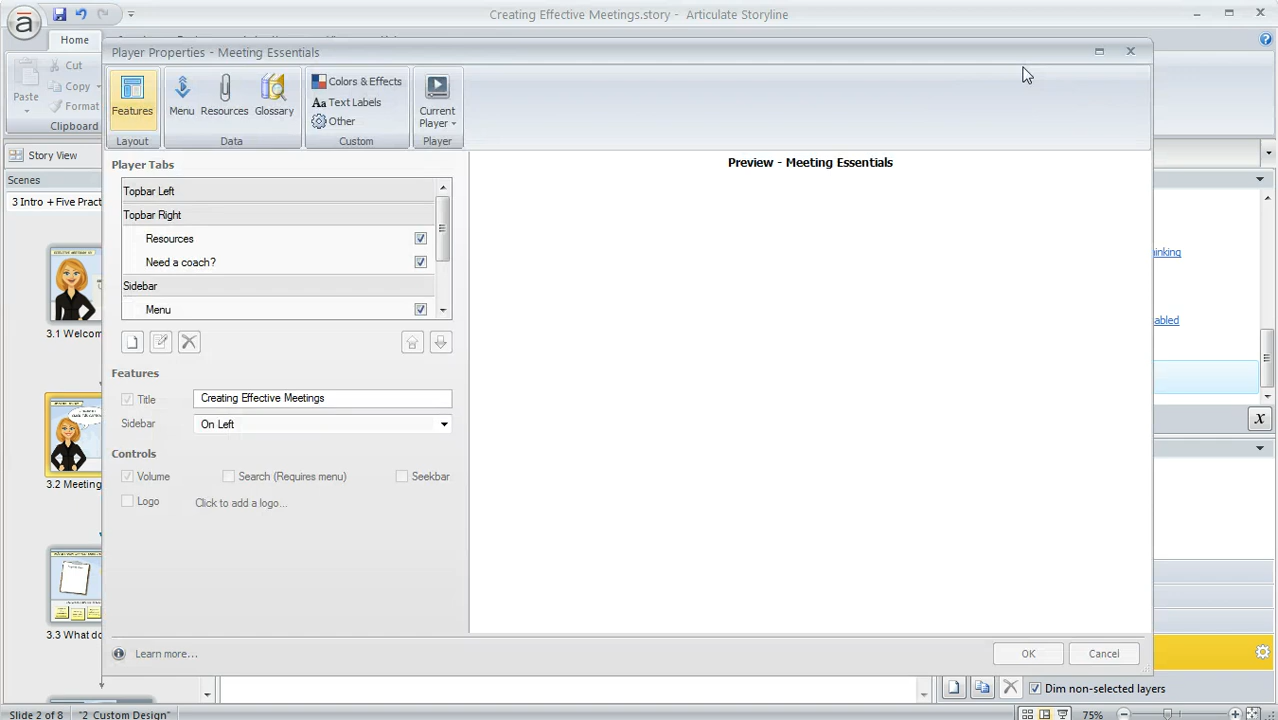 Creating Effective Meetings.story - Articulate Storyline
Home
Player Properties - Meeting Essentials
Paste
Cut
Copy
Format
Clipboard
Features
Layout
Menu
Resources
Glossary
Data
Colors & Effects
Text Labels
Other
Custom
Current
Player
Player
Story View
Scenes
3 Intro + Five Pract
3.1 Welcom
3.2 Meeting
3.3 What do
Player Tabs
Topbar Left
Topbar Right
Resources
Need a coach?
Sidebar
Menu
Features
Title
Creating Effective Meetings
Sidebar
On Left
Controls
Volume
Search (Requires menu)
Seekbar
Logo
Click to add a logo...
Preview - Meeting Essentials
inking
abled
x
Learn more...
OK
Cancel
Dim non-selected layers
Slide 2 of 8
"2_Custom Design"
75%